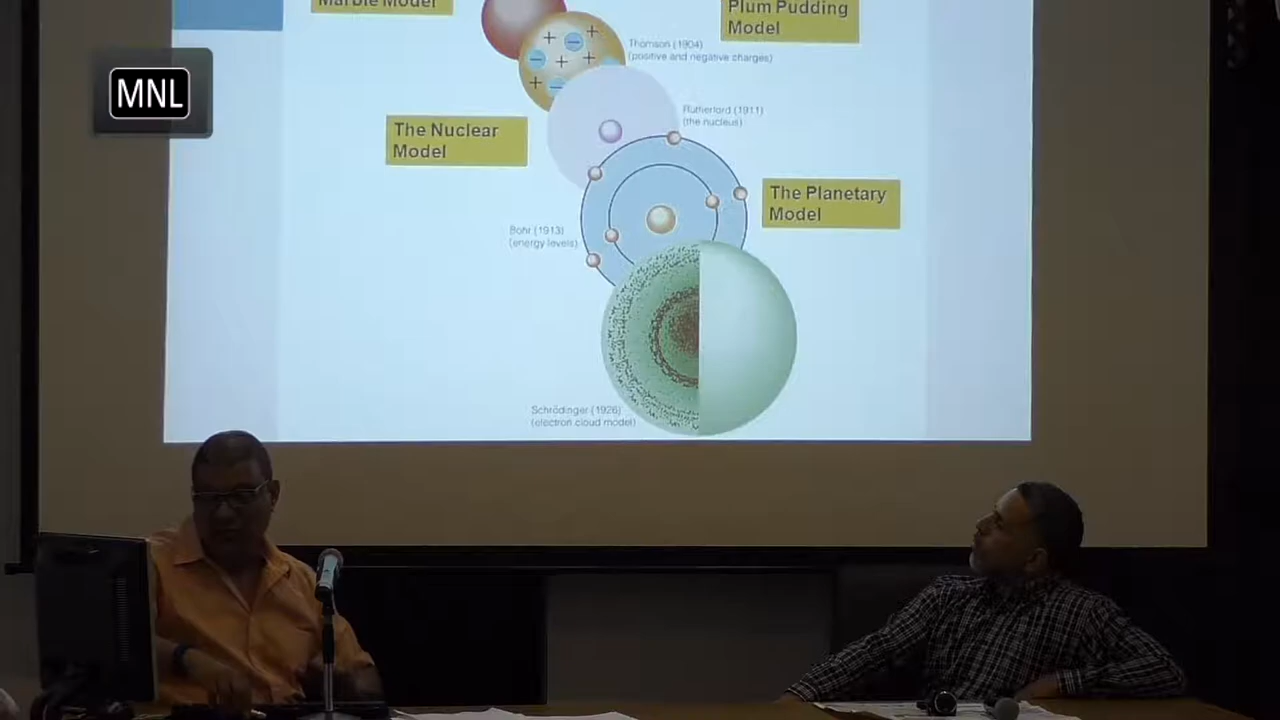 Marble Model
Plum Pudding
Model
Thomson (1904)
(positive and negative charges)
MNL
Rutherford (1911)
(the nucleus)
The Nuclear
Model
The Planetary
Model
Bohr (1913)
(energy levels)
Schrödinger (1926)
(electron cloud model)